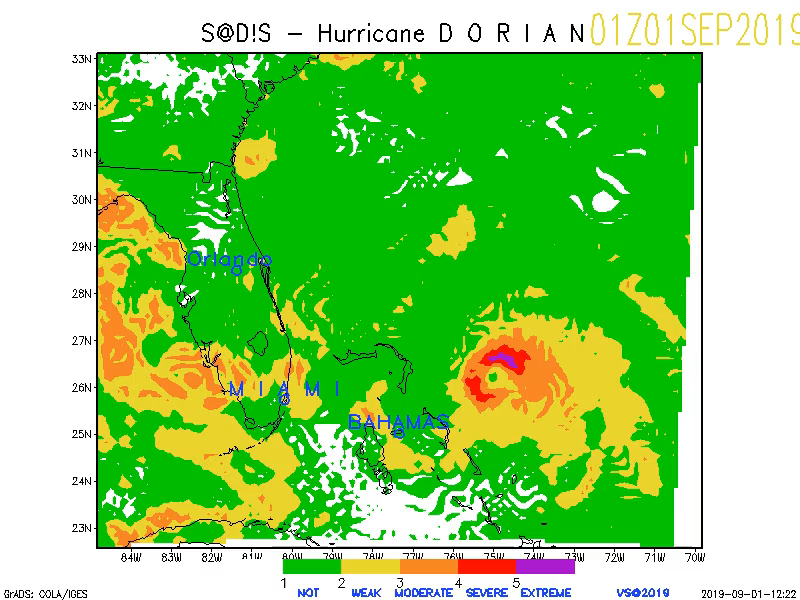 S@D!S – Hurricane D O R I A N 01Z01SEP2019
33N
32N
31N
30N
29N
Orlando
28N
27N
26N
M I A M I
BAHAMAS
25N
24N
23N
84W 83W 82W 81W 80W 79W 78W 77W 76W 75W 74W 73W 72W 71W 70W
1 2 3 4 5
NOT WEAK MODERATE SEVERE EXTREME VS@2019
GrADS: COLA/IGES 2019-09-01-12:22